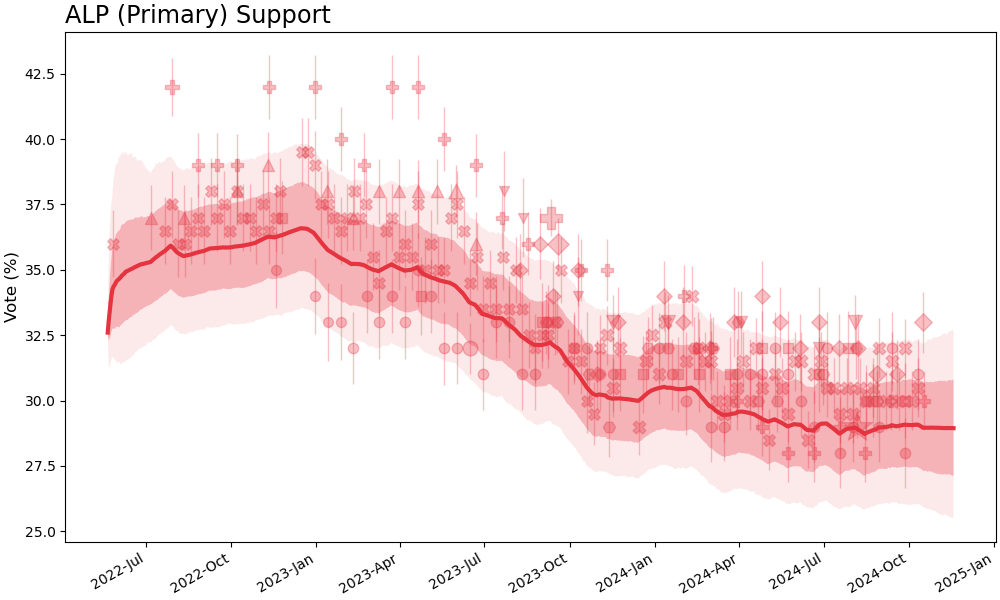 ALP (Primary) Support
Vote (%)
42.5
40.0
37.5
35.0
32.5
30.0
27.5
25.0
2022-Jul
2022-Oct
2023-Jan
2023-Apr
2023-Jul
2023-Oct
2024-Jan
2024-Apr
2024-Jul
2024-Oct
2025-Jan